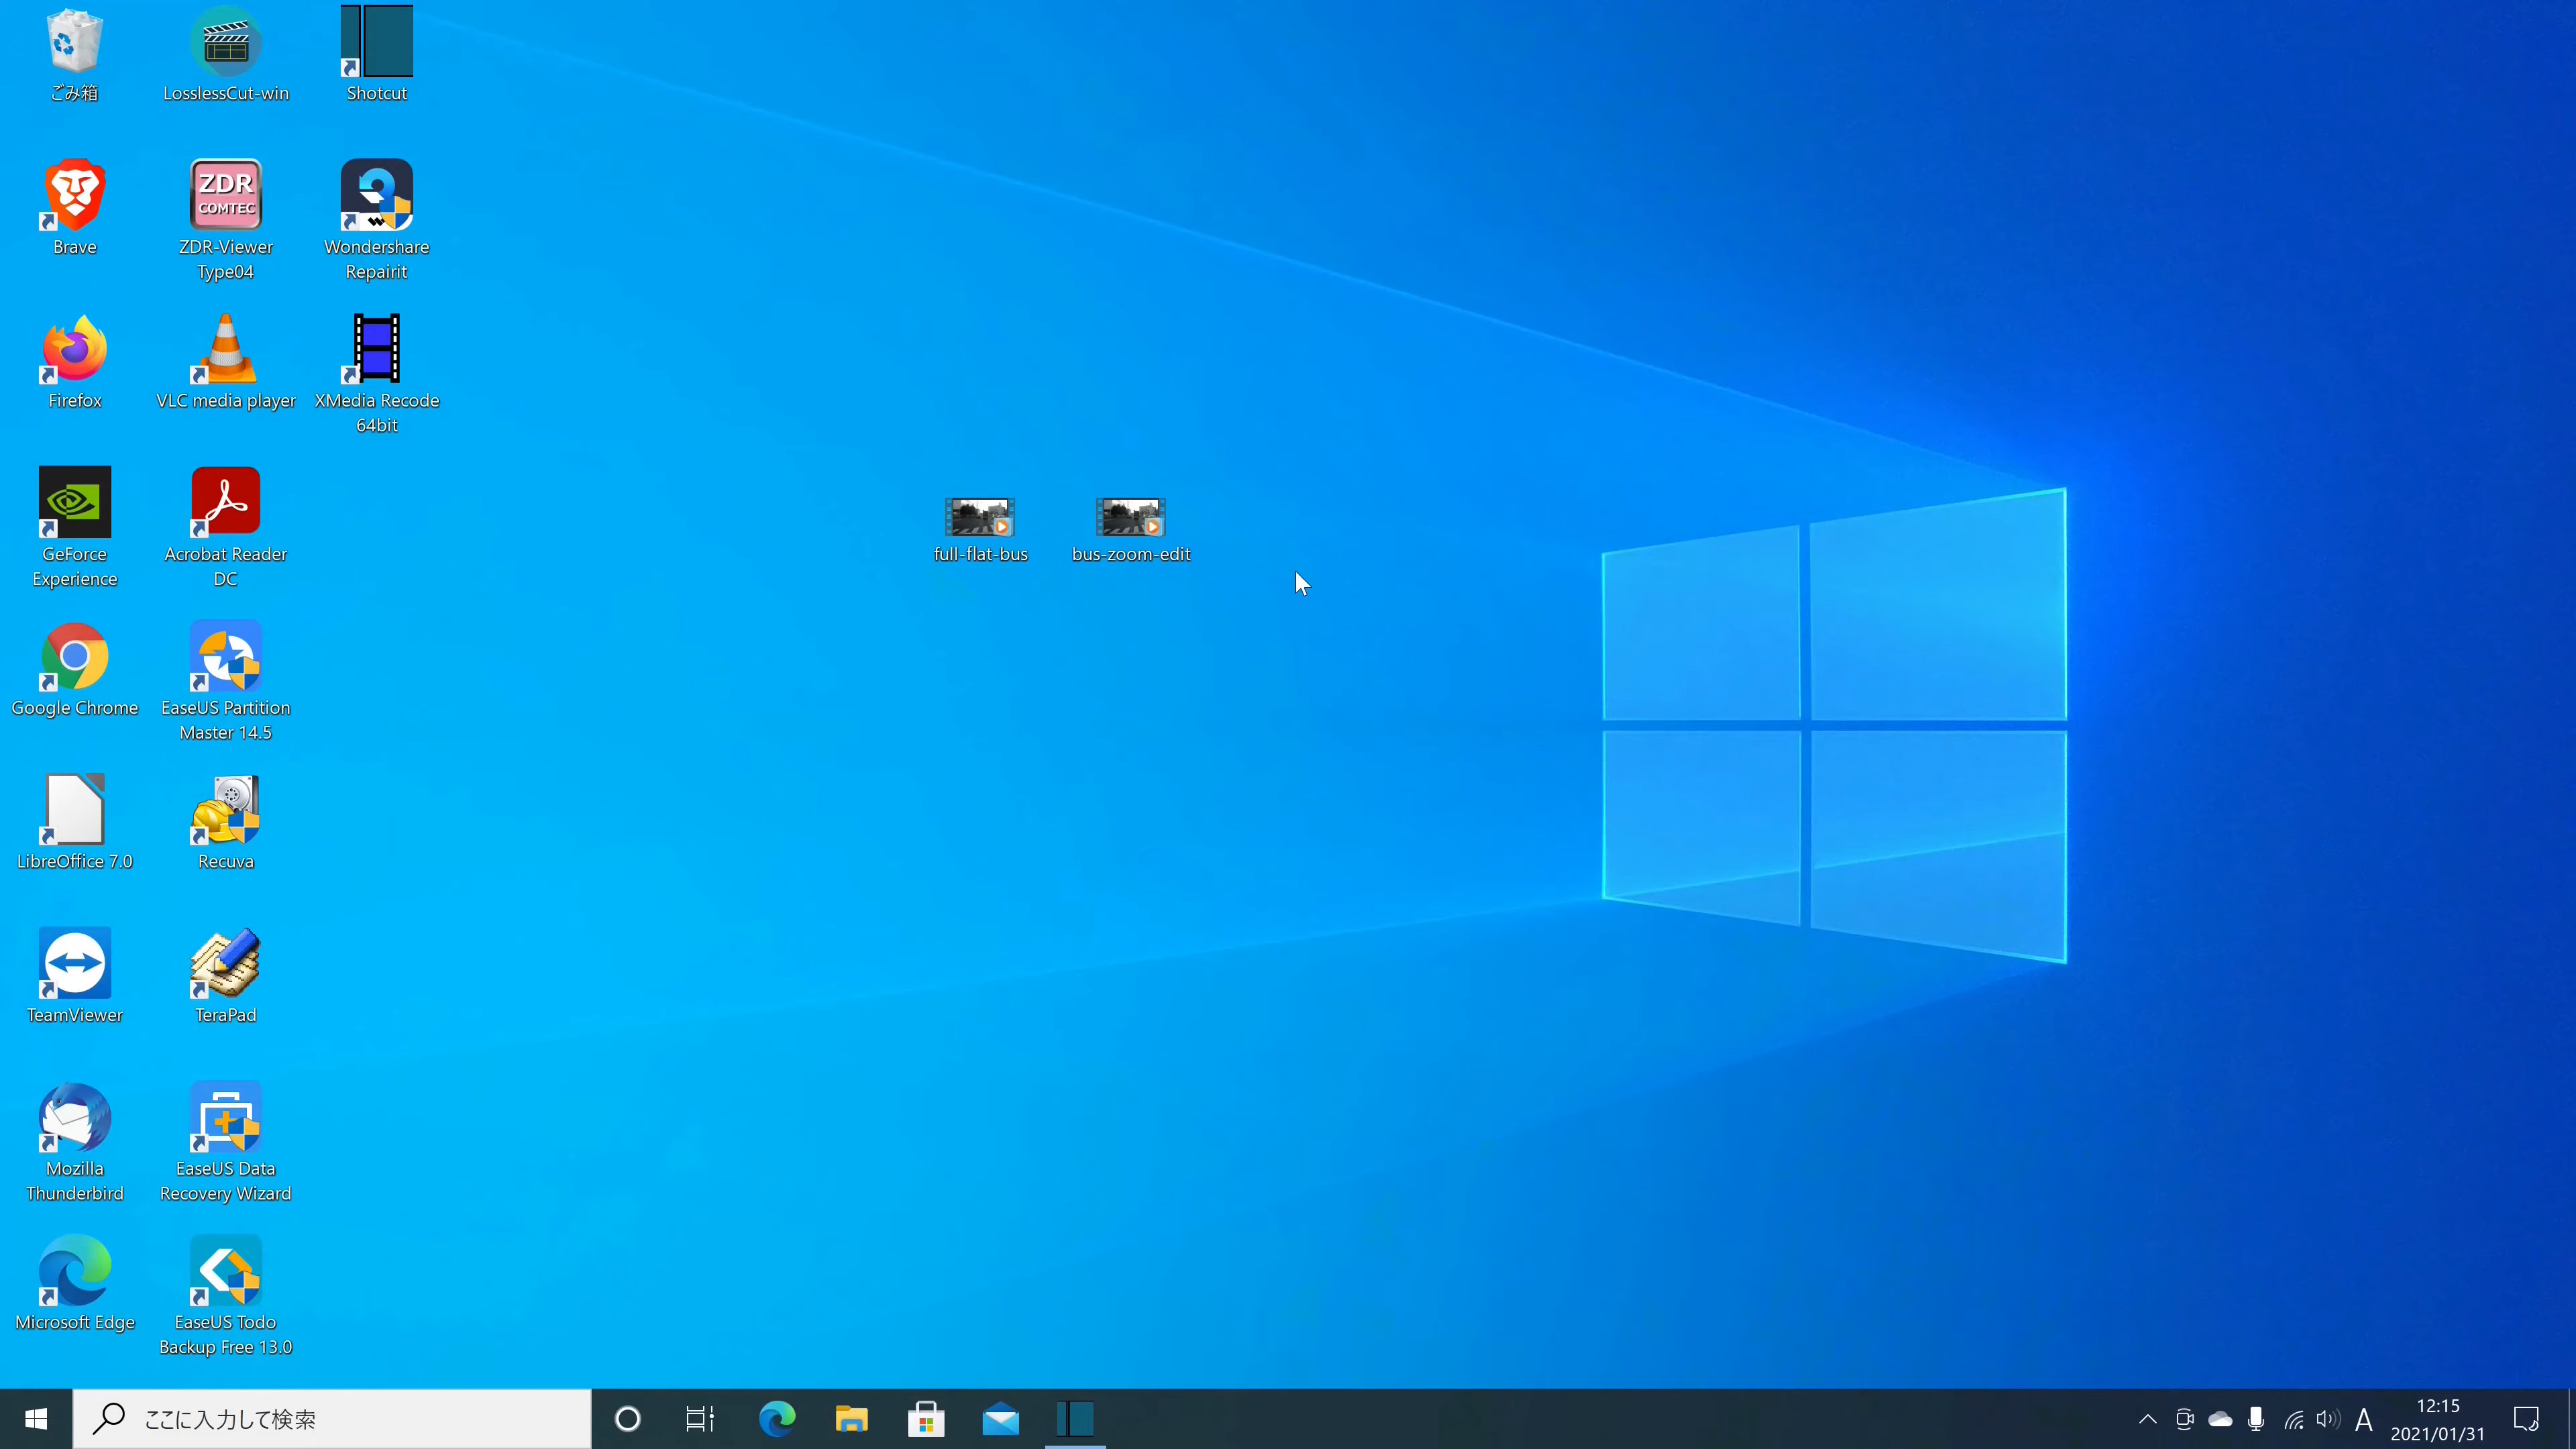 ごみ箱
LosslessCut-win
Shotcut
ZDR
COMTEC
Brave
ZDR-Viewer
Type04
Wondershare
Repairit
Firefox
VLC media player
XMedia Recode
64bit
GeForce
Experience
Acrobat Reader
DC
full-flat-bus
bus-zoom-edit
Google Chrome
EaseUS Partition
Master 14.5
LibreOffice 7.0
Recuva
TeamViewer
TeraPad
Mozilla
Thunderbird
EaseUS Data
Recovery Wizard
Microsoft Edge
EaseUS Todo
Backup Free 13.0
ここに入力して検索
A
12:15
2021/01/31